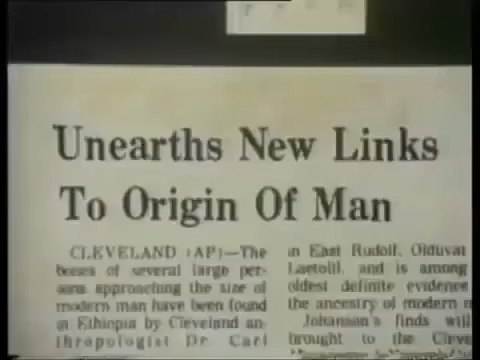 Unearths New Links
To Origin Of Man
CLEVELAND (AP)—The
bones of several large per-
sons approaching the size of
modern man have been found
in Ethiopia by Cleveland an-
thropologist Dr. Carl
in East Rudolf, Olduvai
Laetolil, and is among
oldest definite evidence
the ancestry of modern
Johanson's finds will
brought to the Cleve